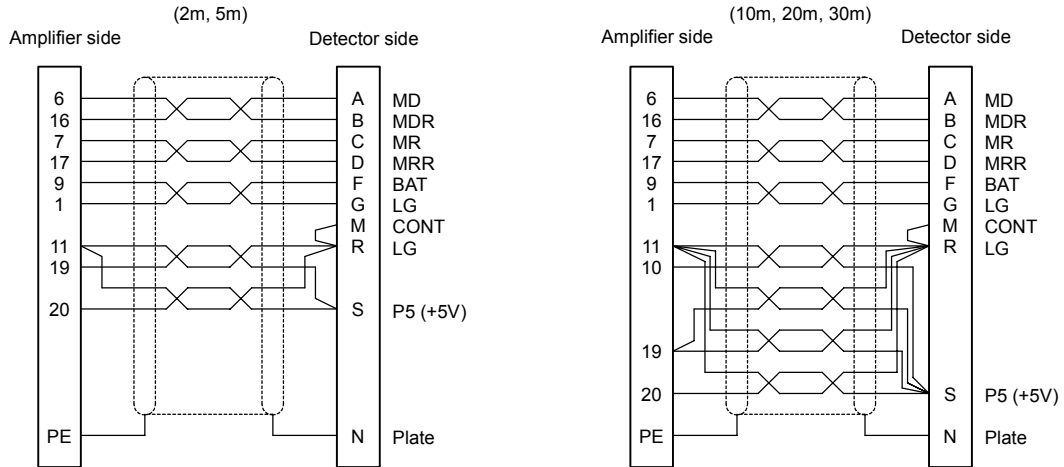 (2m, 5m)
Amplifier side Detector side
6 A MD
16 B MDR
7 C MR
17 D MRR
9 F BAT
1 G LG
M CONT
11 R LG
19
20 S P5 (+5V)
PE N Plate
(10m, 20m, 30m)
Amplifier side Detector side
6 A MD
16 B MDR
7 C MR
17 D MRR
9 F BAT
1 G LG
M CONT
11 R LG
10
19
20 S P5 (+5V)
PE N Plate